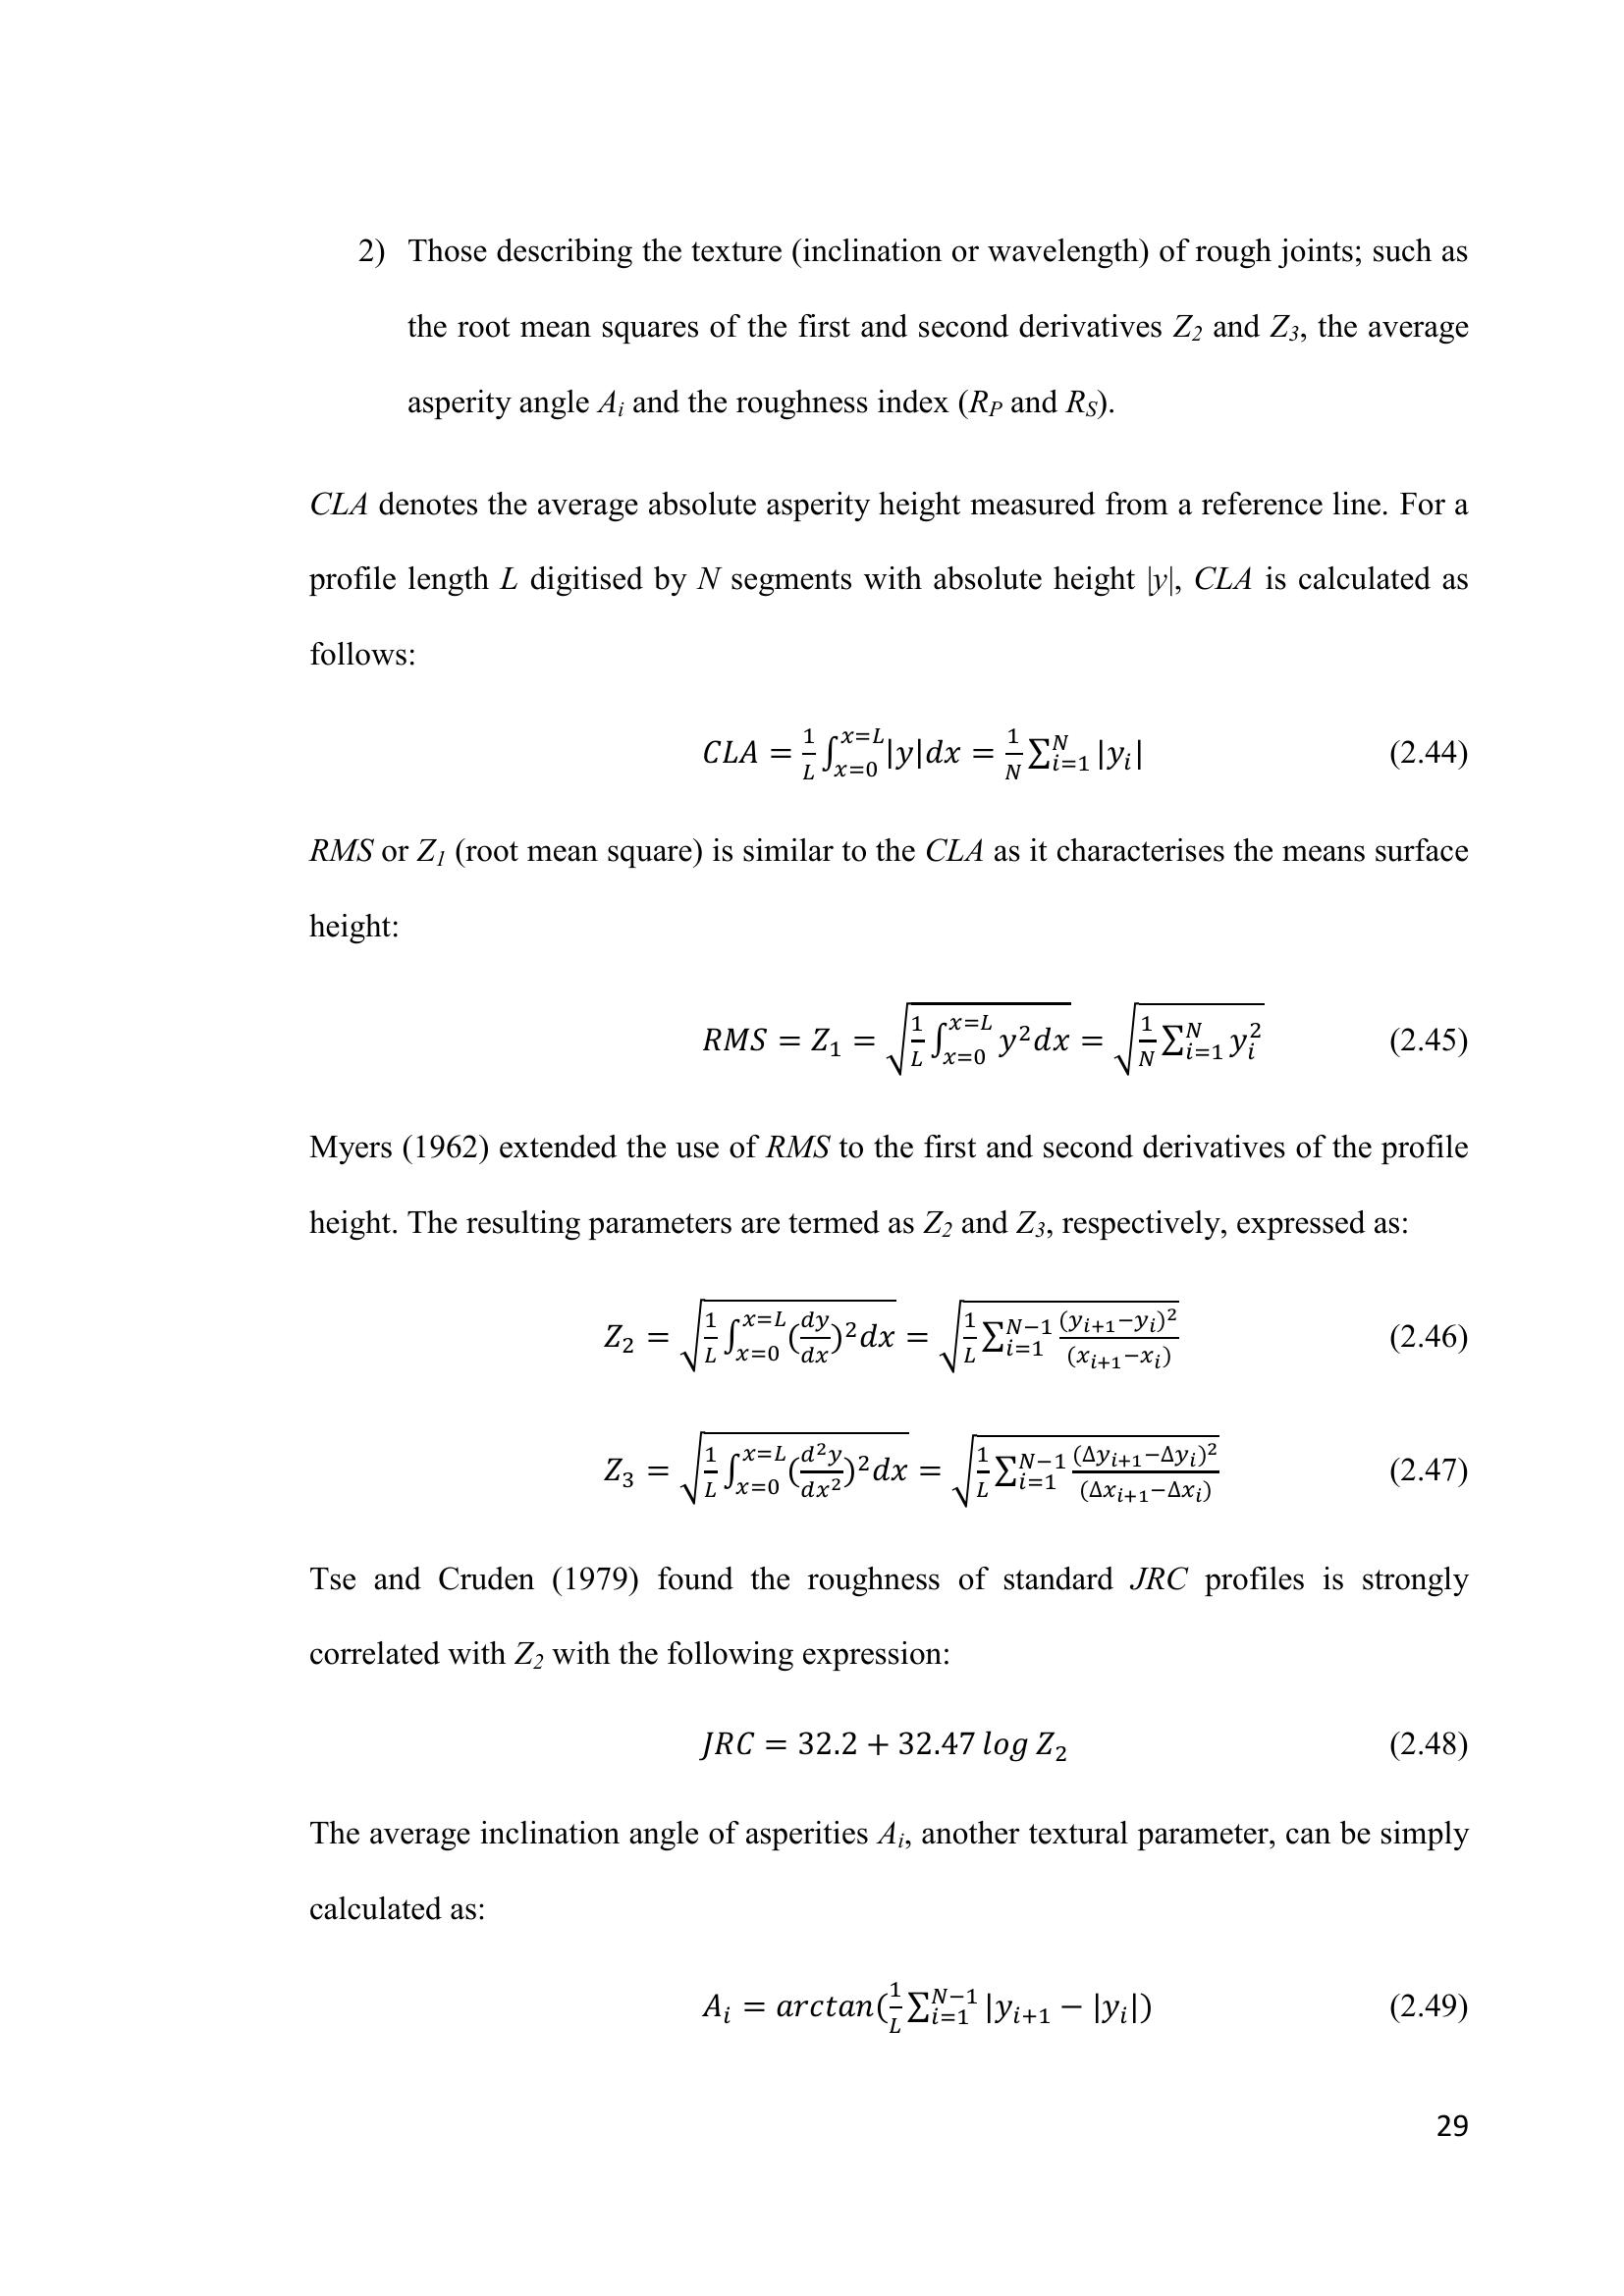 2) Those describing the texture (inclination or wavelength) of rough joints; such as
the root mean squares of the first and second derivatives Z₂ and Z₃, the average
asperity angle Aᵢ and the roughness index (R_P and R_S).
CLA denotes the average absolute asperity height measured from a reference line. For a
profile length L digitised by N segments with absolute height |y|, CLA is calculated as
follows:
CLA = \frac{1}{L} \int_{x=0}^{x=L} |y| dx = \frac{1}{N} \sum_{i=1}^{N} |y_i| (2.44)
RMS or Z₁ (root mean square) is similar to the CLA as it characterises the means surface
height:
RMS = Z_1 = \sqrt{\frac{1}{L} \int_{x=0}^{x=L} y^2 dx} = \sqrt{\frac{1}{N} \sum_{i=1}^{N} y_i^2} (2.45)
Myers (1962) extended the use of RMS to the first and second derivatives of the profile
height. The resulting parameters are termed as Z₂ and Z₃, respectively, expressed as:
Z_2 = \sqrt{\frac{1}{L} \int_{x=0}^{x=L} (\frac{dy}{dx})^2 dx} = \sqrt{\frac{1}{L} \sum_{i=1}^{N-1} \frac{(y_{i+1}-y_i)^2}{(x_{i+1}-x_i)}} (2.46)
Z_3 = \sqrt{\frac{1}{L} \int_{x=0}^{x=L} (\frac{d^2y}{dx^2})^2 dx} = \sqrt{\frac{1}{L} \sum_{i=1}^{N-1} \frac{(\Delta y_{i+1}-\Delta y_i)^2}{(\Delta x_{i+1}-\Delta x_i)}} (2.47)
Tse and Cruden (1979) found the roughness of standard JRC profiles is strongly
correlated with Z₂ with the following expression:
JRC = 32.2 + 32.47 log Z_2 (2.48)
The average inclination angle of asperities Aᵢ, another textural parameter, can be simply
calculated as:
A_i = arctan(\frac{1}{L} \sum_{i=1}^{N-1} |y_{i+1} - |y_i|) (2.49)
29